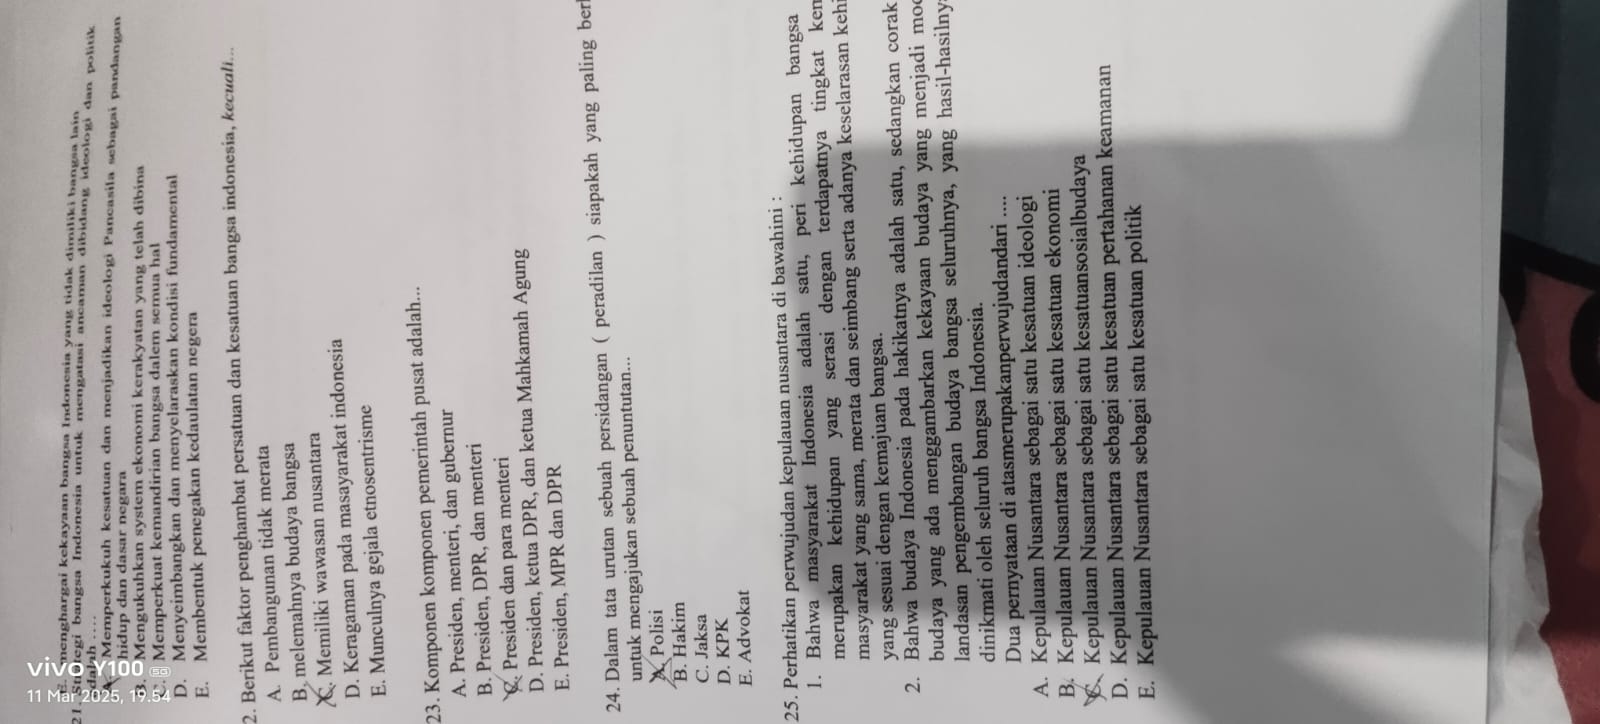 E. menghargai kekayaan bangsa Indonesia yang tidak dimiliki bangsa lain
21. Strategi bangsa Indonesia untuk mengatasi ancaman dibidang ideologi dan politik
adalah ....
A. Memperkukuh kesatuan dan menjadikan ideologi Pancasila sebagai pandangan
hidup dan dasar negara
B. Mengukuhkan system ekonomi kerakyatan yang telah dibina
C. Memperkuat kemandirian bangsa dalem semua hal
D. Menyeimbangkan dan menyelaraskan kondisi fundamental
E. Membentuk penegakan kedaulatan negera
2. Berikut faktor penghambat persatuan dan kesatuan bangsa indonesia, kecuali...
A. Pembangunan tidak merata
B. melemahnya budaya bangsa
C. Memiliki wawasan nusantara
D. Keragaman pada masayarakat indonesia
E. Munculnya gejala etnosentrisme
23. Komponen komponen pemerintah pusat adalah...
A. Presiden, menteri, dan gubernur
B. Presiden, DPR, dan menteri
C. Presiden dan para menteri
D. Presiden, ketua DPR, dan ketua Mahkamah Agung
E. Presiden, MPR dan DPR
24. Dalam tata urutan sebuah persidangan ( peradilan ) siapakah yang paling ber
untuk mengajukan sebuah penuntutan...
A. Polisi
B. Hakim
C. Jaksa
D. KPK
E. Advokat
25. Perhatikan perwujudan kepulauan nusantara di bawahini :
1. Bahwa masyarakat Indonesia adalah satu, peri kehidupan bangsa
merupakan kehidupan yang serasi dengan terdapatnya tingkat kem
masyarakat yang sama, merata dan seimbang serta adanya keselarasan kehi
yang sesuai dengan kemajuan bangsa.
2. Bahwa budaya Indonesia pada hakikatnya adalah satu, sedangkan corak
budaya yang ada menggambarkan kekayaan budaya yang menjadi mod
landasan pengembangan budaya bangsa seluruhnya, yang hasil-hasilny
dinikmati oleh seluruh bangsa Indonesia.
Dua pernyataan di atasmerupakanperwujudandari ....
A. Kepulauan Nusantara sebagai satu kesatuan ideologi
B. Kepulauan Nusantara sebagai satu kesatuan ekonomi
C. Kepulauan Nusantara sebagai satu kesatuansosialbudaya
D. Kepulauan Nusantara sebagai satu kesatuan pertahanan keamanan
E. Kepulauan Nusantara sebagai satu kesatuan politik
vivo Y100 5G
11 Mar 2025, 19.54